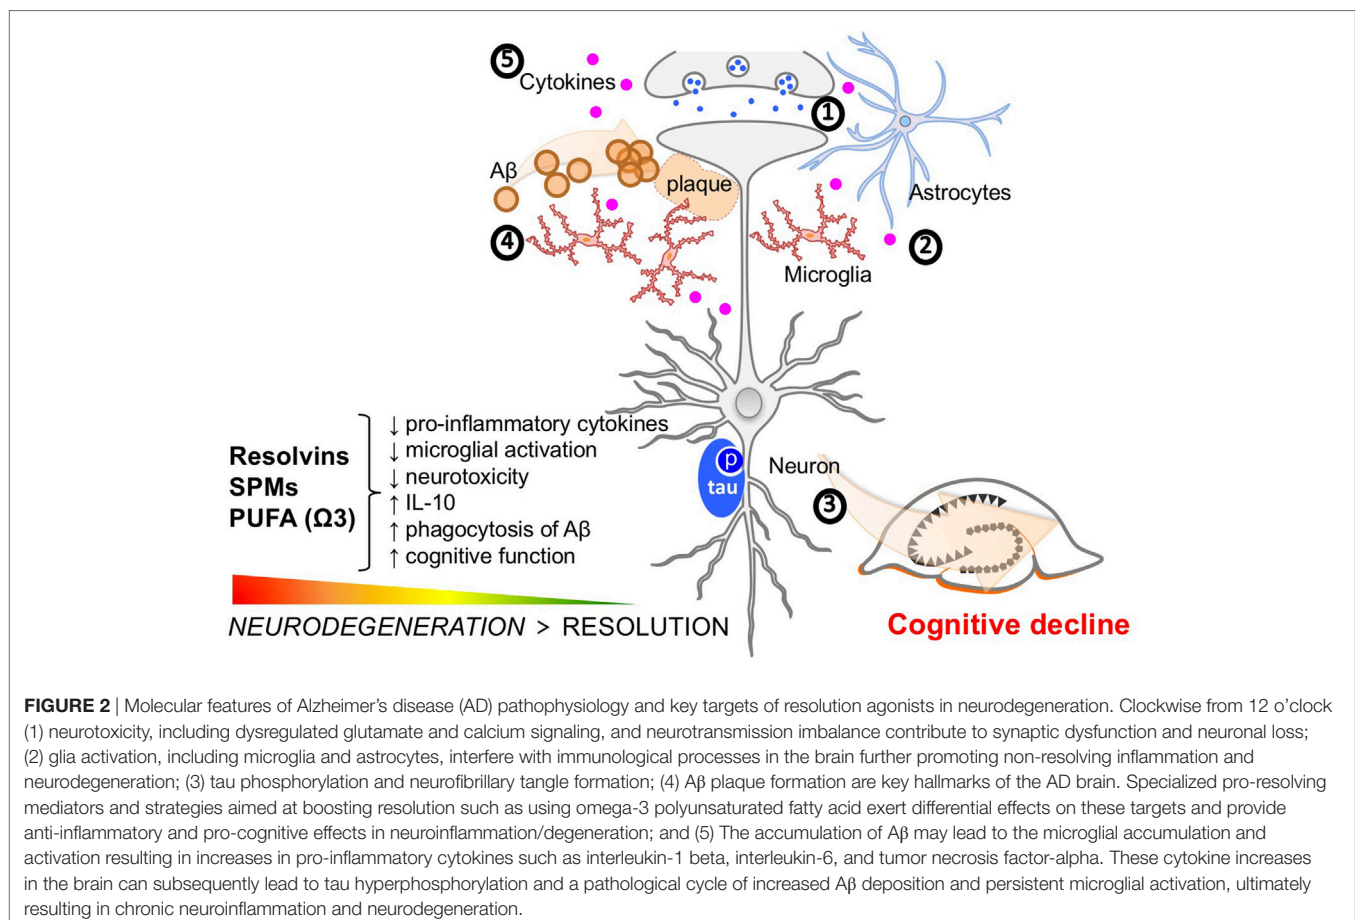 5
Cytokines
1
Aβ
plaque
Astrocytes
4
2
Microglia
Resolvins
SPMs
PUFA (Ω3)
↓ pro-inflammatory cytokines
↓ microglial activation
↓ neurotoxicity
↑ IL-10
↑ phagocytosis of Aβ
↑ cognitive function
p
tau
Neuron
3
NEURODEGENERATION > RESOLUTION
Cognitive decline
FIGURE 2 | Molecular features of Alzheimer’s disease (AD) pathophysiology and key targets of resolution agonists in neurodegeneration. Clockwise from 12 o’clock
(1) neurotoxicity, including dysregulated glutamate and calcium signaling, and neurotransmission imbalance contribute to synaptic dysfunction and neuronal loss;
(2) glia activation, including microglia and astrocytes, interfere with immunological processes in the brain further promoting non-resolving inflammation and
neurodegeneration; (3) tau phosphorylation and neurofibrillary tangle formation; (4) Aβ plaque formation are key hallmarks of the AD brain. Specialized pro-resolving
mediators and strategies aimed at boosting resolution such as using omega-3 polyunsaturated fatty acid exert differential effects on these targets and provide
anti-inflammatory and pro-cognitive effects in neuroinflammation/degeneration; and (5) The accumulation of Aβ may lead to the microglial accumulation and
activation resulting in increases in pro-inflammatory cytokines such as interleukin-1 beta, interleukin-6, and tumor necrosis factor-alpha. These cytokine increases
in the brain can subsequently lead to tau hyperphosphorylation and a pathological cycle of increased Aβ deposition and persistent microglial activation, ultimately
resulting in chronic neuroinflammation and neurodegeneration.